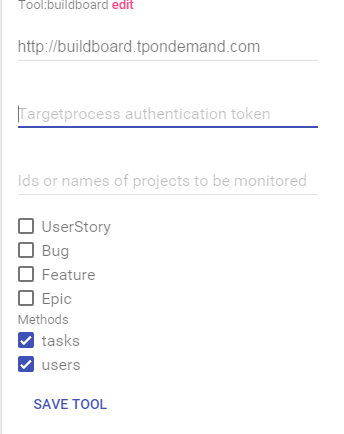 Tool:buildboard edit
http://buildboard.tpondemand.com
Targetprocess authentication token
Ids or names of projects to be monitored
UserStory
Bug
Feature
Epic
Methods
tasks
users
SAVE TOOL